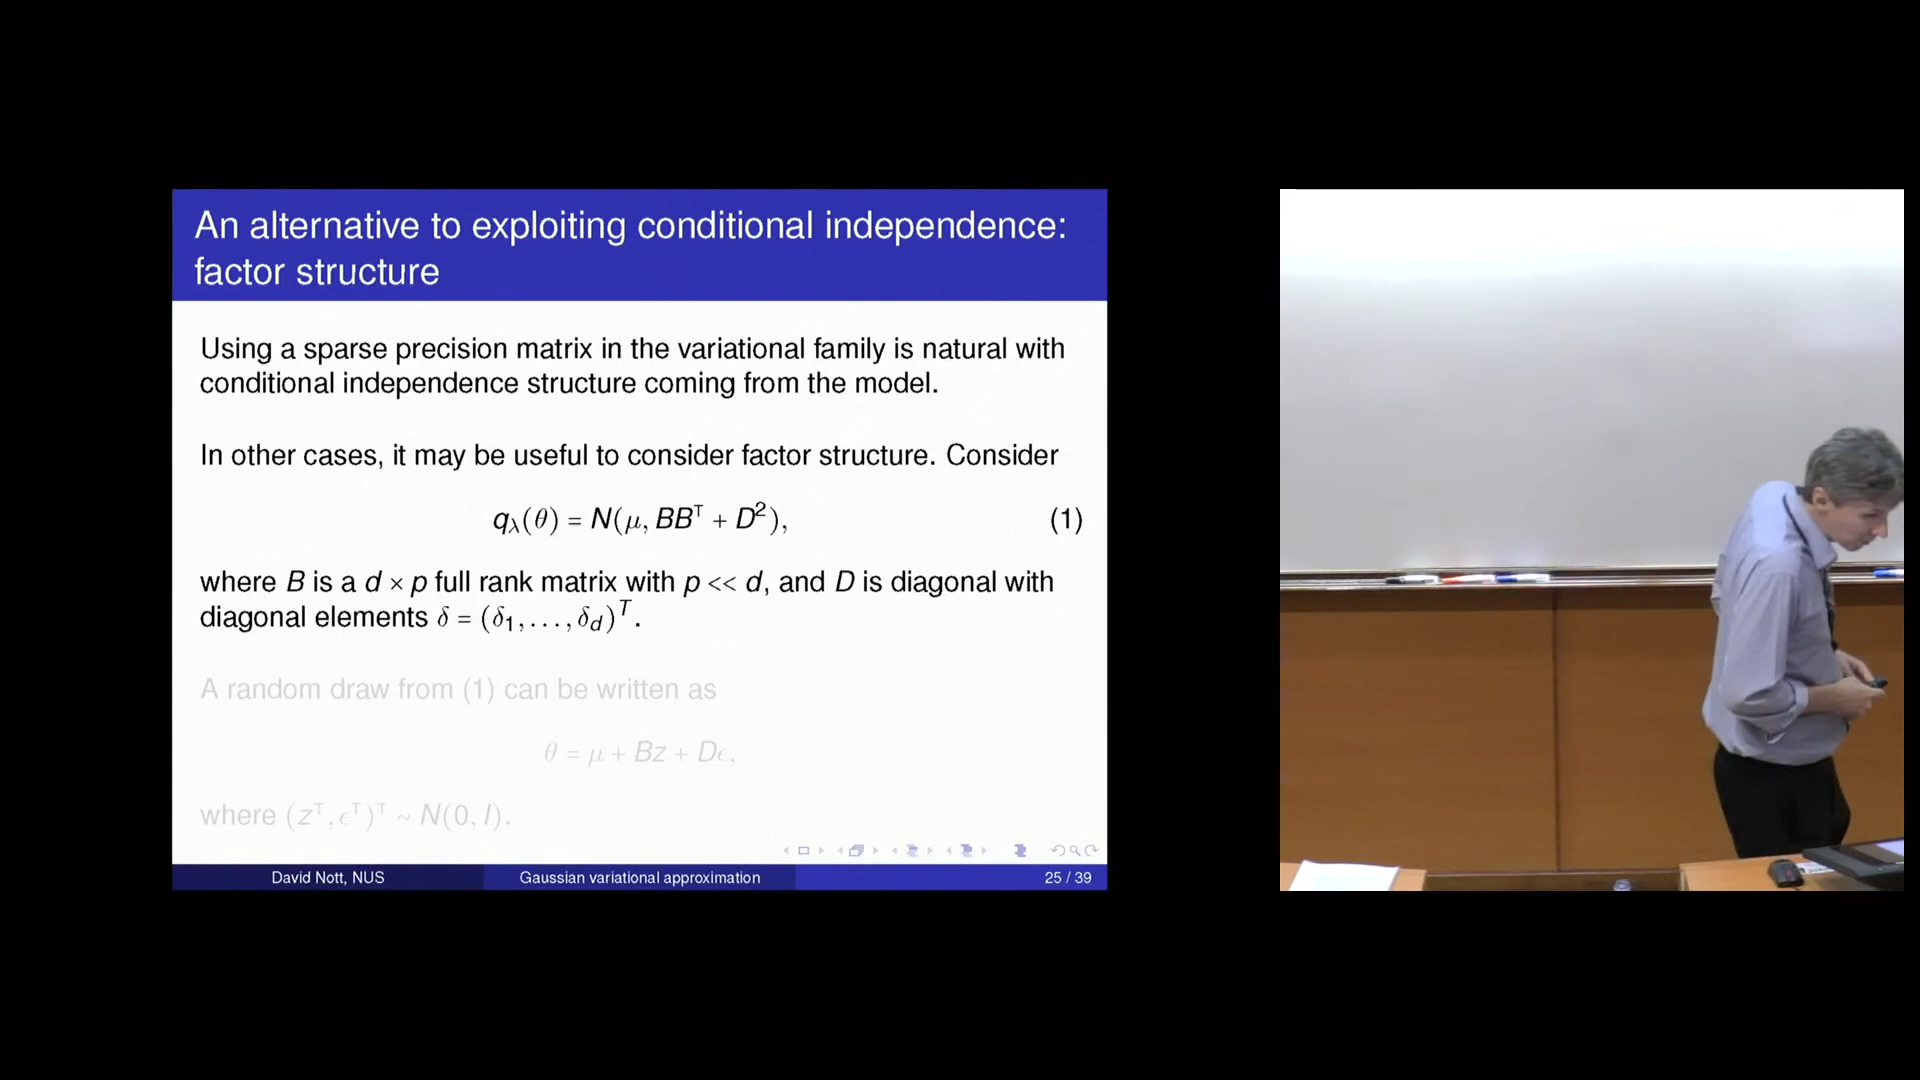 An alternative to exploiting conditional independence:
factor structure
Using a sparse precision matrix in the variational family is natural with
conditional independence structure coming from the model.
In other cases, it may be useful to consider factor structure. Consider
q_λ(θ) = N(μ, BB^⊤ + D²), (1)
where B is a d × p full rank matrix with p << d, and D is diagonal with
diagonal elements δ = (δ₁, . . . , δ_d)^T.
A random draw from (1) can be written as
θ = μ + Bz + Dϵ,
where (z^⊤, ϵ^⊤)^⊤ ~ N(0, I).
David Nott, NUS Gaussian variational approximation 25 / 39